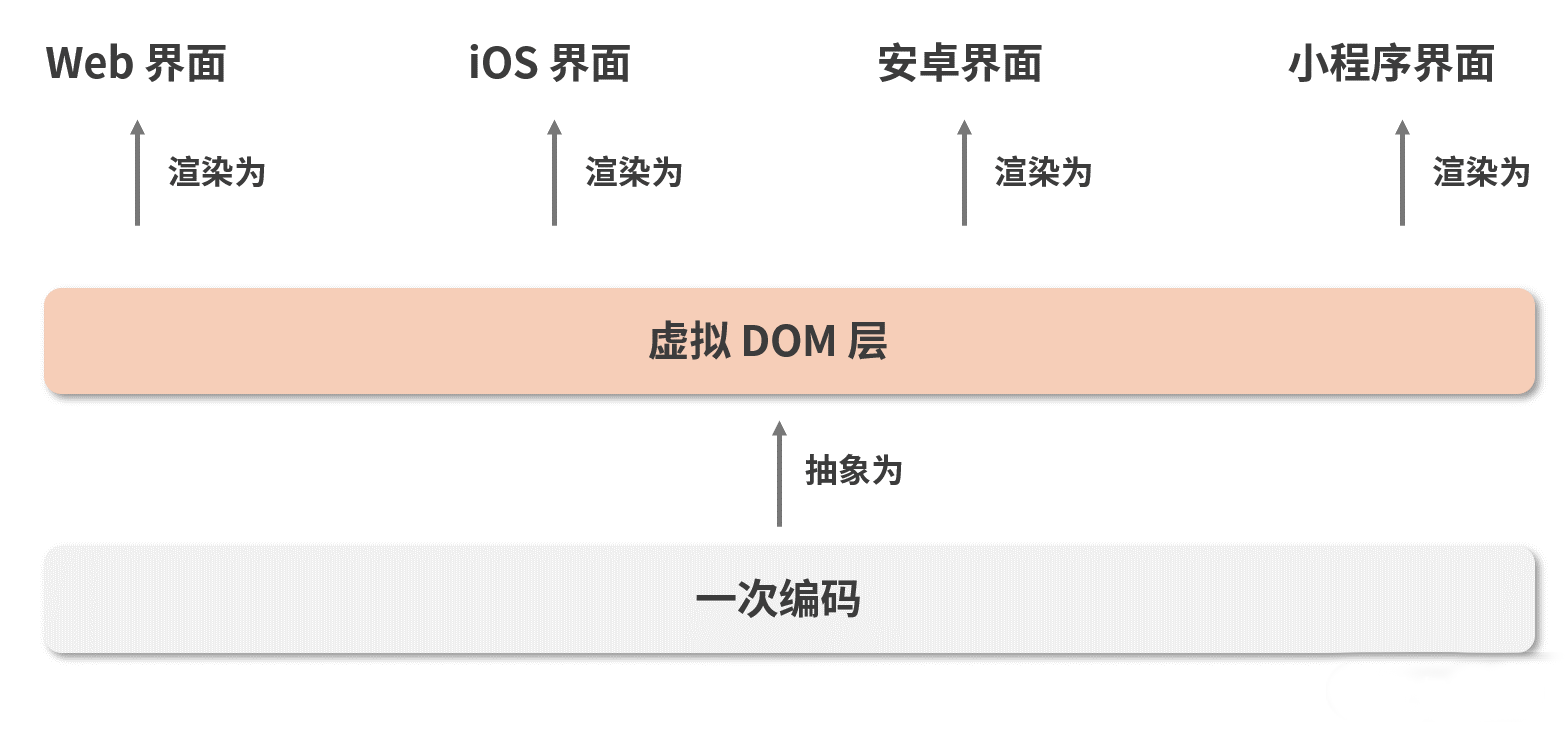 Web 界面
iOS 界面
安卓界面
小程序界面
渲染为
渲染为
渲染为
渲染为
虚拟 DOM 层
抽象为
一次编码